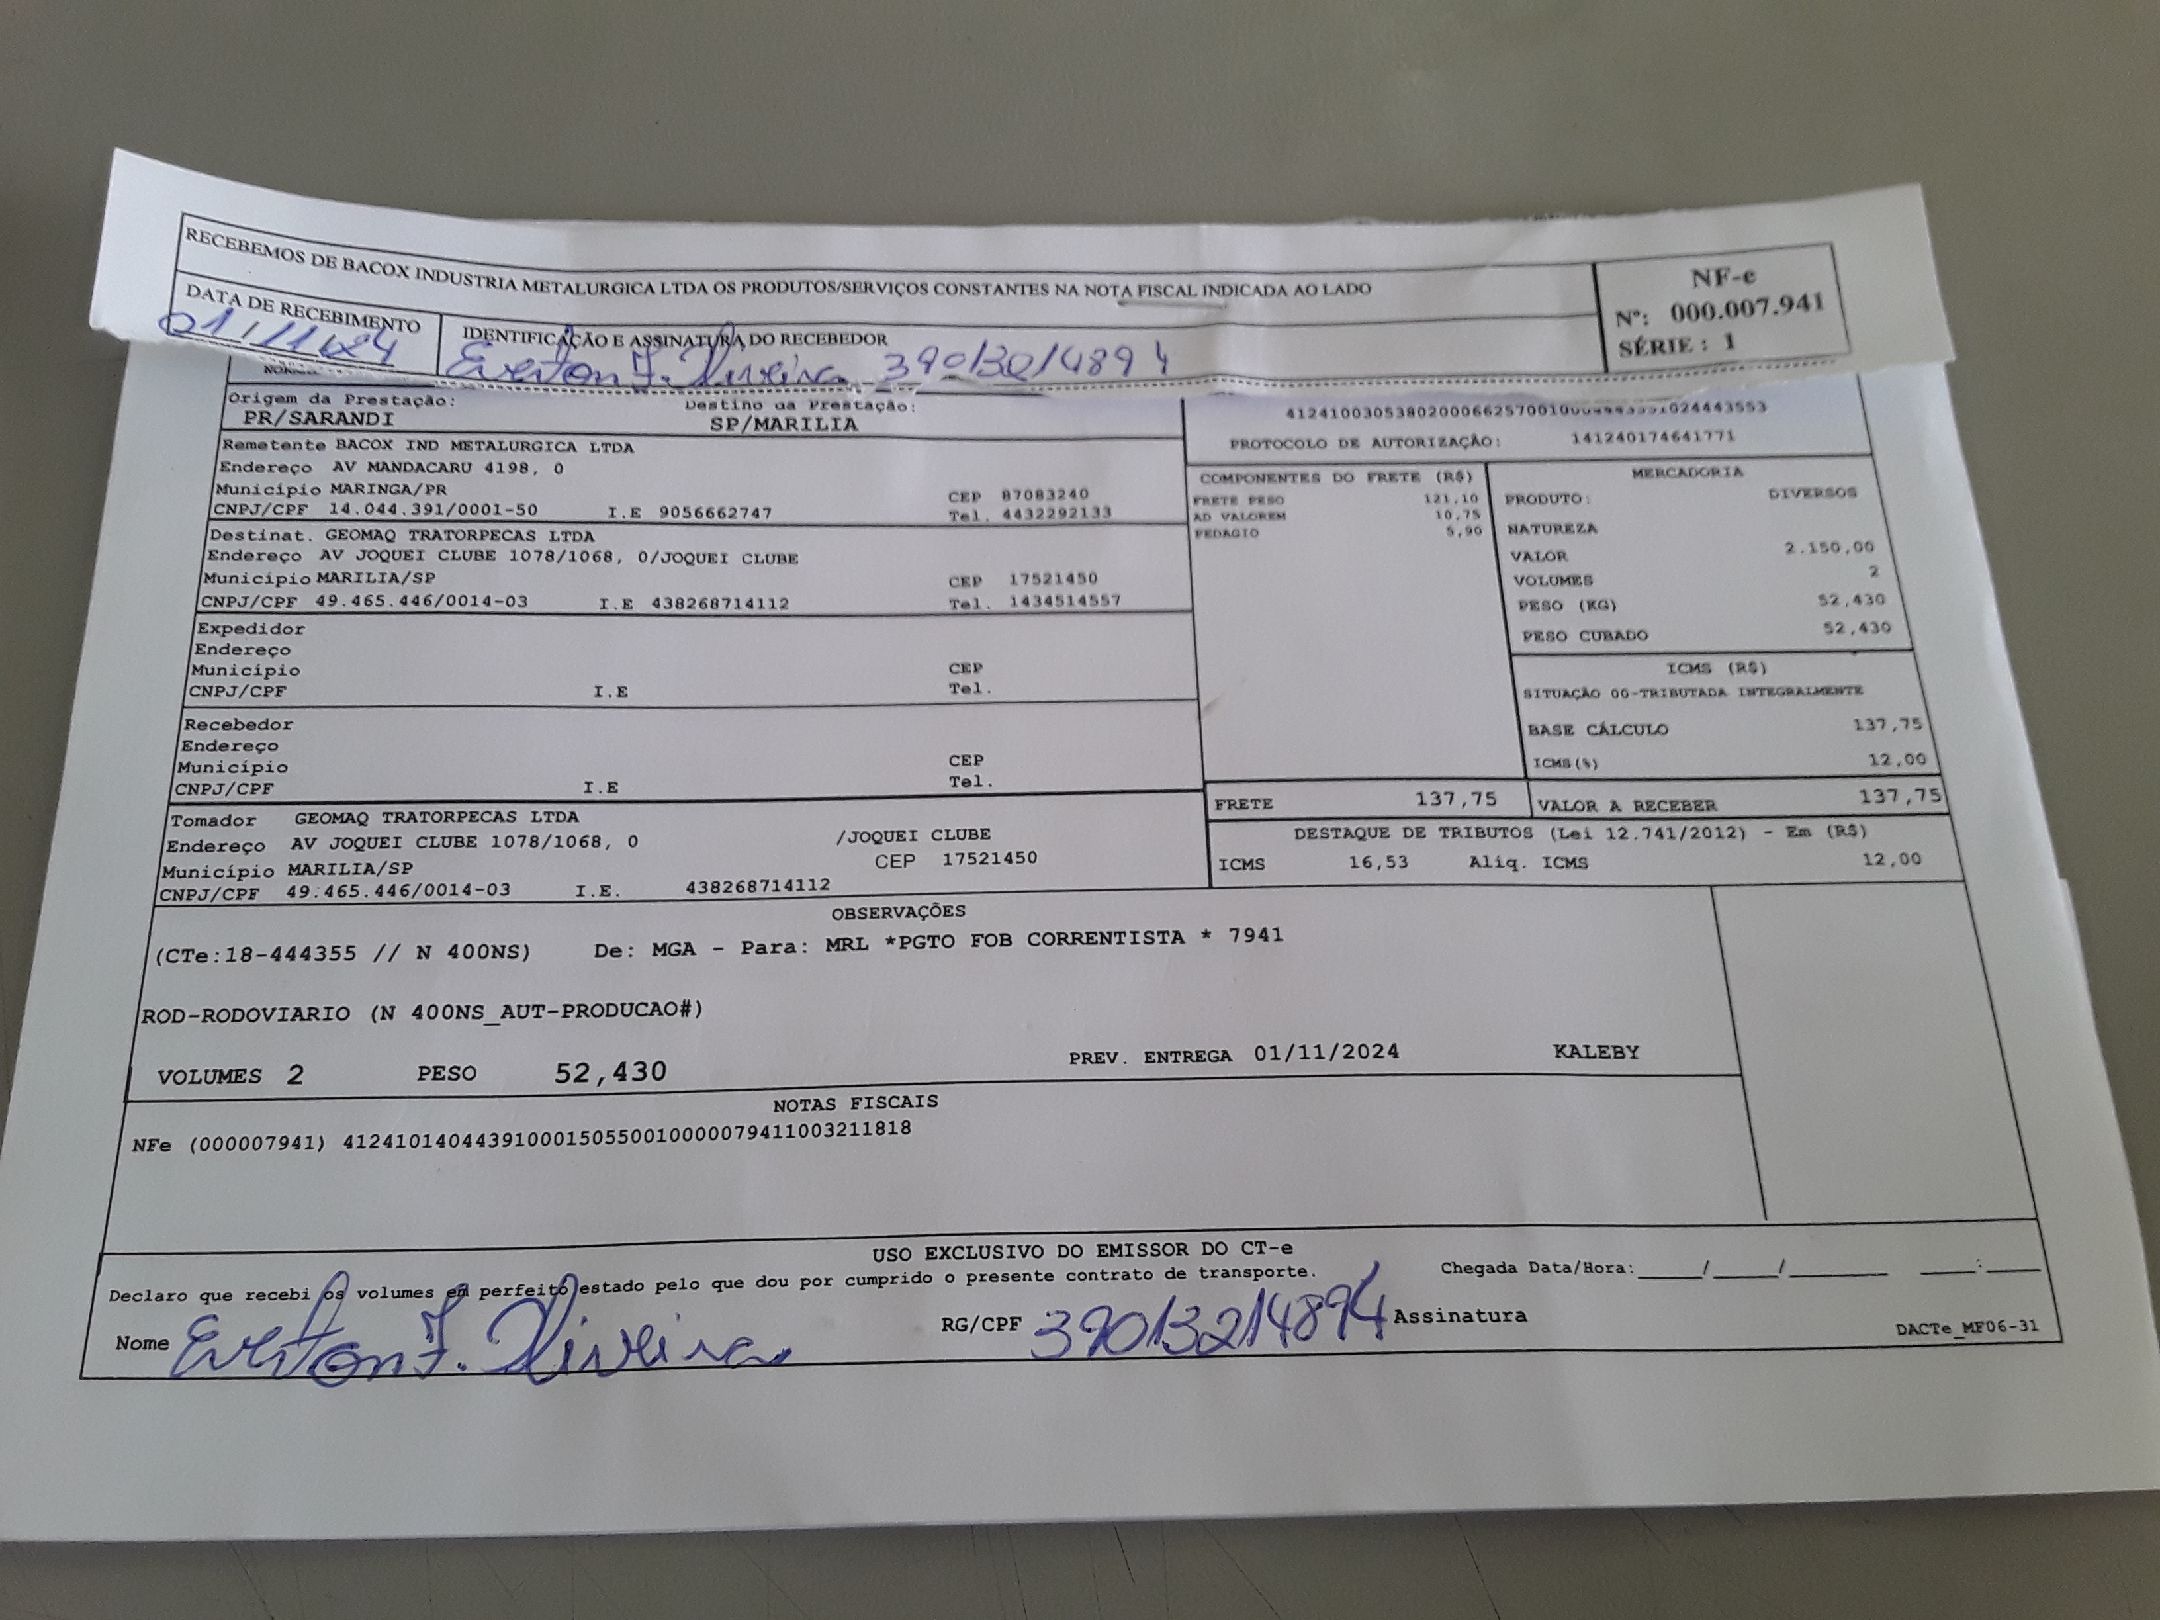 RECEBEMOS DE BACOX INDUSTRIA METALURGICA LTDA OS PRODUTOS/SERVIÇOS CONSTANTES NA NOTA FISCAL INDICADA AO LADO
NF-e
Nº: 000.007.941
SÉRIE : 1
DATA DE RECEBIMENTO
01/11/24
IDENTIFICAÇÃO E ASSINATURA DO RECEBEDOR
Everton F. Oliveira
Origem da Prestação:
PR/SARANDI
Destino da Prestação:
SP/MARILIA
PROTOCOLO DE AUTORIZAÇÃO: 141240174641771
Remetente BACOX IND METALURGICA LTDA
Endereço AV MANDACARU 4198, 0
Município MARINGA/PR CEP 87083240
CNPJ/CPF 14.044.391/0001-50 I.E 9056662747 Tel. 4432292133
Destinat. GEOMAQ TRATORPECAS LTDA
Endereço AV JOQUEI CLUBE 1078/1068, 0/JOQUEI CLUBE
Município MARILIA/SP CEP 17521450
CNPJ/CPF 49.465.446/0014-03 I.E 438268714112 Tel. 1434514557
Expedidor
Endereço
Município CEP
CNPJ/CPF I.E Tel.
Recebedor
Endereço
Município CEP
CNPJ/CPF I.E Tel.
Tomador GEOMAQ TRATORPECAS LTDA
Endereço AV JOQUEI CLUBE 1078/1068, 0 /JOQUEI CLUBE
Município MARILIA/SP CEP 17521450
CNPJ/CPF 49.465.446/0014-03 I.E. 438268714112
COMPONENTES DO FRETE (R$)
FRETE PESO 121,10
AD VALOREM 10,75
PEDAGIO 5,90
MERCADORIA
PRODUTO: DIVERSOS
NATUREZA
VALOR 2.150,00
VOLUMES 2
PESO (KG) 52,430
PESO CUBADO 52,430
ICMS (R$)
SITUAÇÃO 00-TRIBUTADA INTEGRALMENTE
BASE CÁLCULO 137,75
ICMS(%) 12,00
FRETE 137,75
VALOR A RECEBER 137,75
DESTAQUE DE TRIBUTOS (Lei 12.741/2012) - Em (R$)
ICMS 16,53 Aliq. ICMS 12,00
OBSERVAÇÕES
(CTe:18-444355 // N 400NS) De: MGA - Para: MRL *PGTO FOB CORRENTISTA * 7941
ROD-RODOVIARIO (N 400NS_AUT-PRODUCAO#)
VOLUMES 2 PESO 52,430 PREV. ENTREGA 01/11/2024 KALEBY
NOTAS FISCAIS
NFe (000007941) 41241014044391000150550010000079411003211818
USO EXCLUSIVO DO EMISSOR DO CT-e
Declaro que recebi os volumes em perfeito estado pelo que dou por cumprido o presente contrato de transporte.
Chegada Data/Hora:_____/_____/________ _____:_____
Nome Everton F. Oliveira RG/CPF 39013214894 Assinatura
DACTe_MF06-31